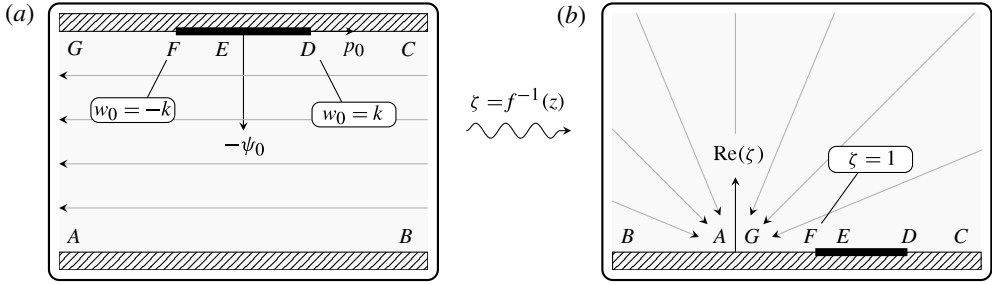 (a)
G F E D p₀ C
w₀ = −k
w₀ = k
−ψ₀
A B
ζ = f⁻¹(z)
(b)
Re(ζ)
ζ = 1
B A G F E D C